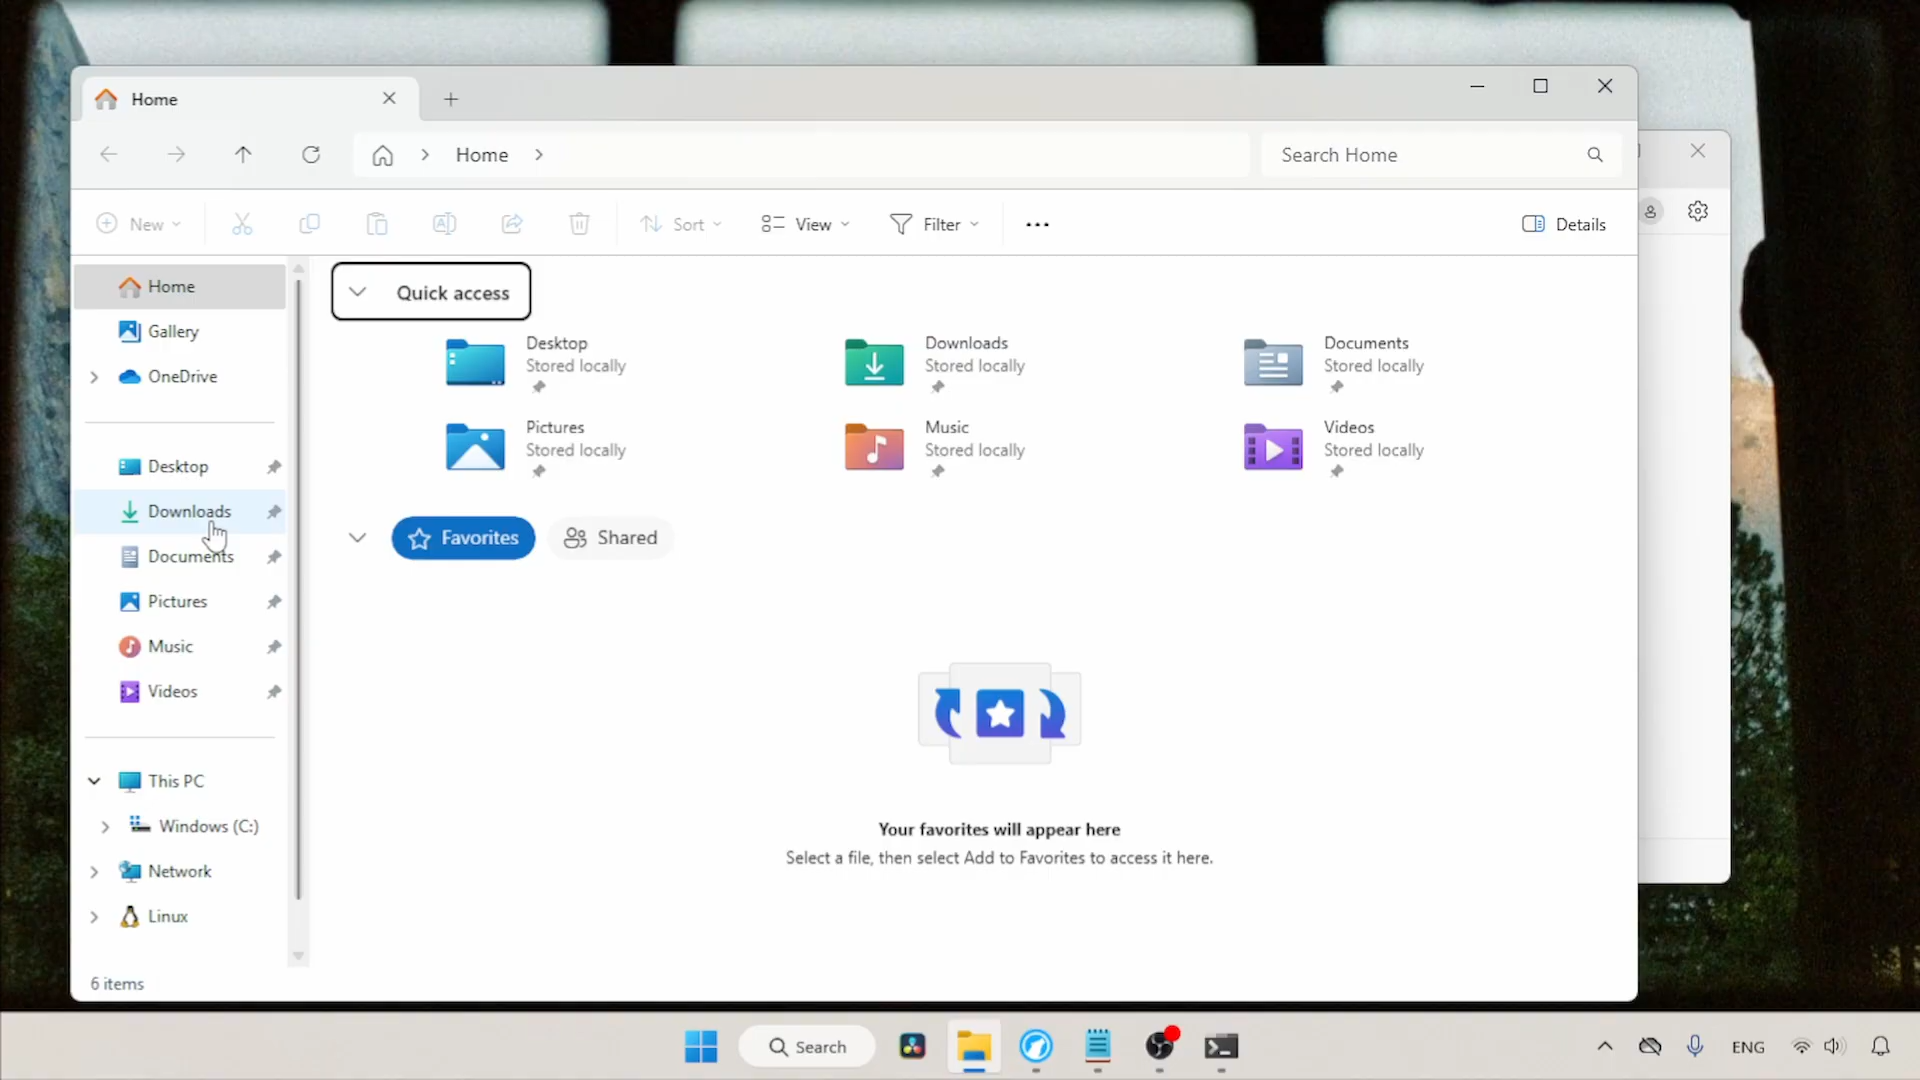 Home
Home
Search Home
New
Sort
View
Filter
Details
Home
Gallery
OneDrive
Desktop
Downloads
Documents
Pictures
Music
Videos
This PC
Windows (C:)
Network
Linux
Quick access
Desktop
Stored locally
Downloads
Stored locally
Documents
Stored locally
Pictures
Stored locally
Music
Stored locally
Videos
Stored locally
Favorites
Shared
Your favorites will appear here
Select a file, then select Add to Favorites to access it here.
6 items
Search
ENG